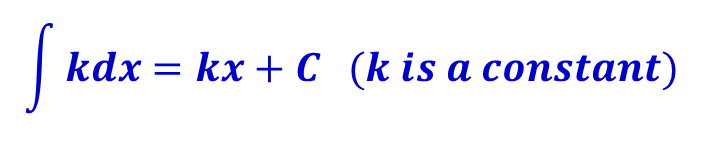 ∫ kdx = kx + C (k is a constant)